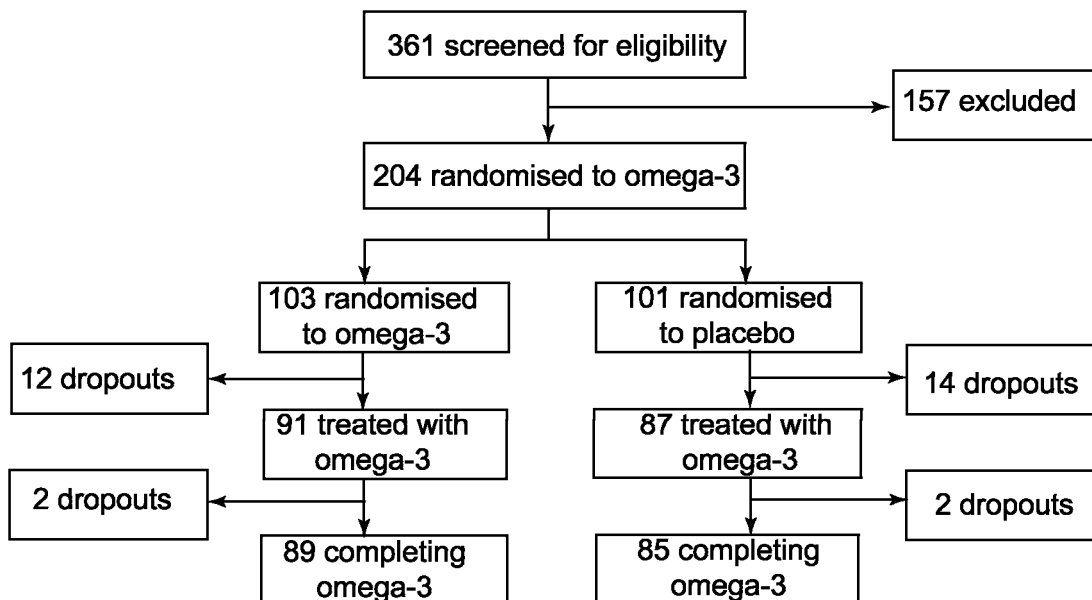 361 screened for eligibility
157 excluded
204 randomised to omega-3
103 randomised
to omega-3
101 randomised
to placebo
12 dropouts
14 dropouts
91 treated with
omega-3
87 treated with
omega-3
2 dropouts
2 dropouts
89 completing
omega-3
85 completing
omega-3